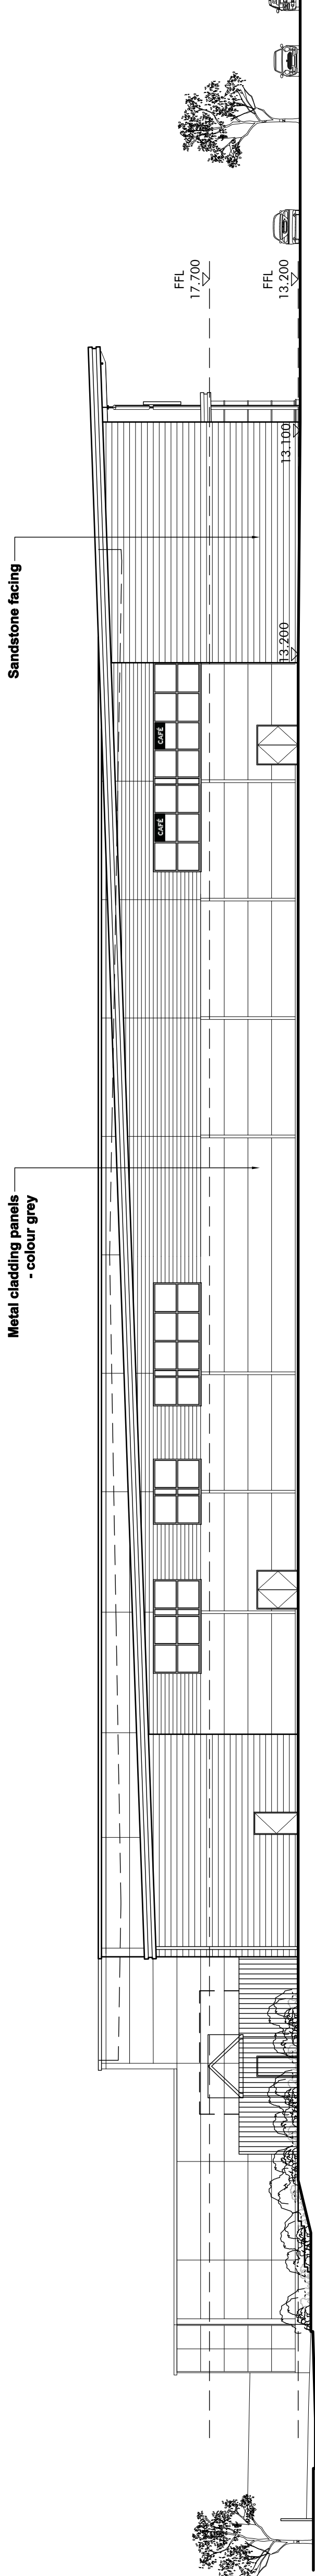 Metal cladding panels
- colour grey
Sandstone facing
CAFÉ
CAFÉ
13.200
13.100
FFL
17.700
FFL
13.200